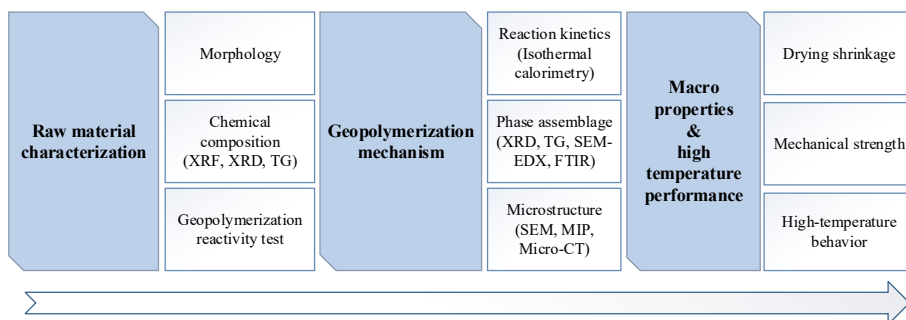 Raw material
characterization
Morphology
Chemical
composition
(XRF, XRD, TG)
Geopolymerization
reactivity test
Geopolymerization
mechanism
Reaction kinetics
(Isothermal
calorimetry)
Phase assemblage
(XRD, TG, SEM-
EDX, FTIR)
Microstructure
(SEM, MIP,
Micro-CT)
Macro
properties
&
high
temperature
performance
Drying shrinkage
Mechanical strength
High-temperature
behavior